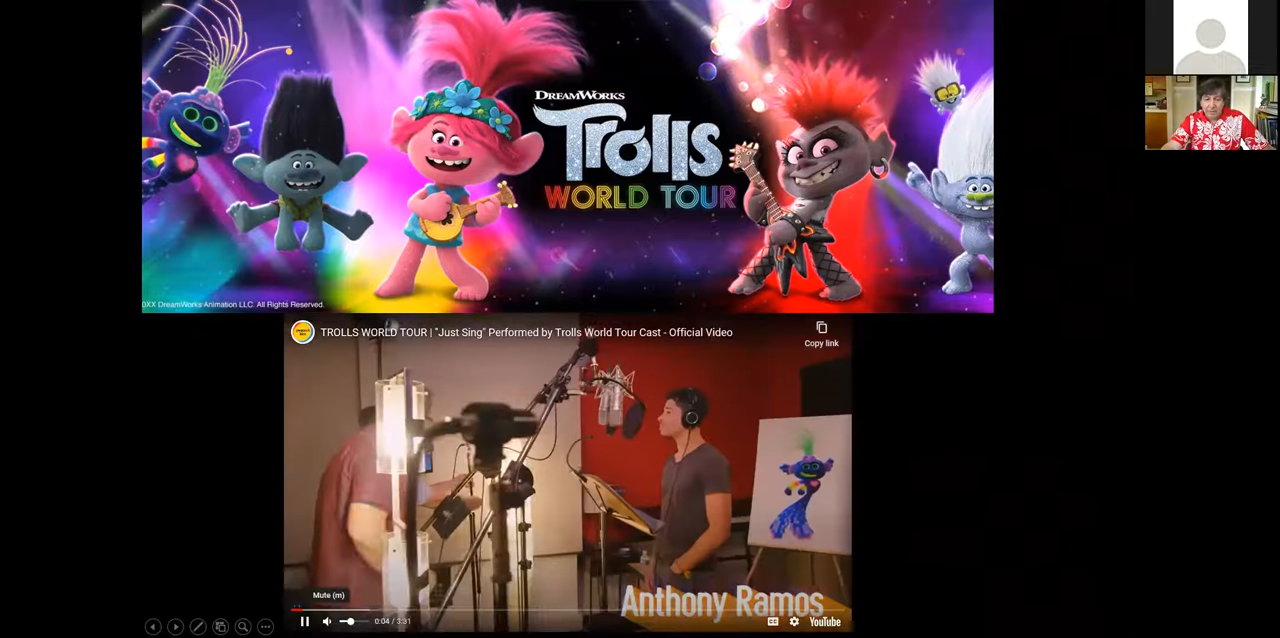 DREAMWORKS
Trolls
WORLD TOUR
DreamWorks Animation LLC. All Rights Reserved.
TROLLS WORLD TOUR | "Just Sing" Performed by Trolls World Tour Cast - Official Video
Copy link
Anthony Ramos
Mute (m)
0:04 / 3:31
YouTube